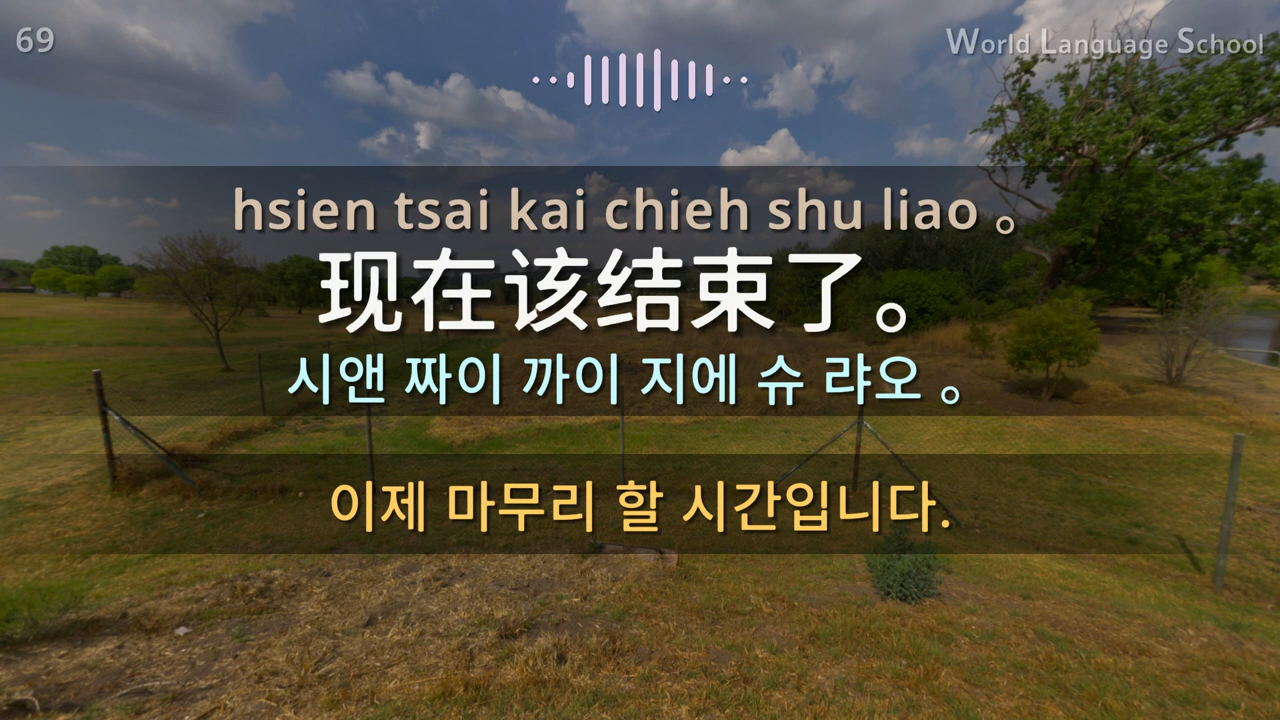 69
World Language School
hsien tsai kai chieh shu liao 。
现在该结束了。
시앤 짜이 까이 지에 슈 랴오 。
이제 마무리 할 시간입니다.